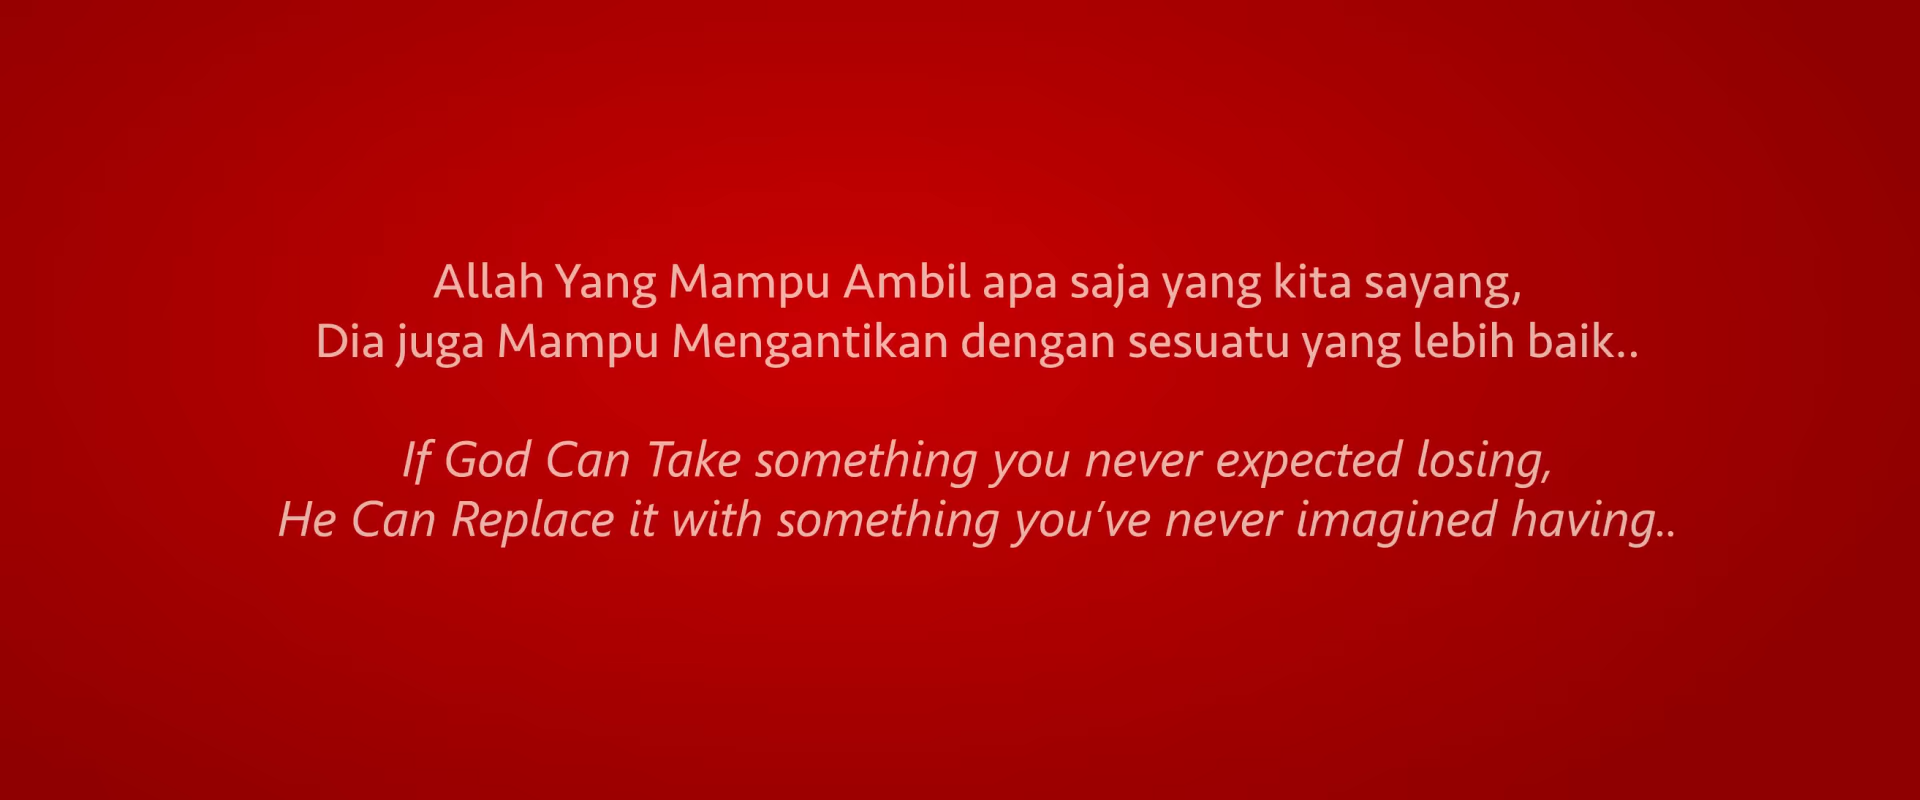 Allah Yang Mampu Ambil apa saja yang kita sayang,
Dia juga Mampu Mengantikan dengan sesuatu yang lebih baik..
If God Can Take something you never expected losing,
He Can Replace it with something you've never imagined having..